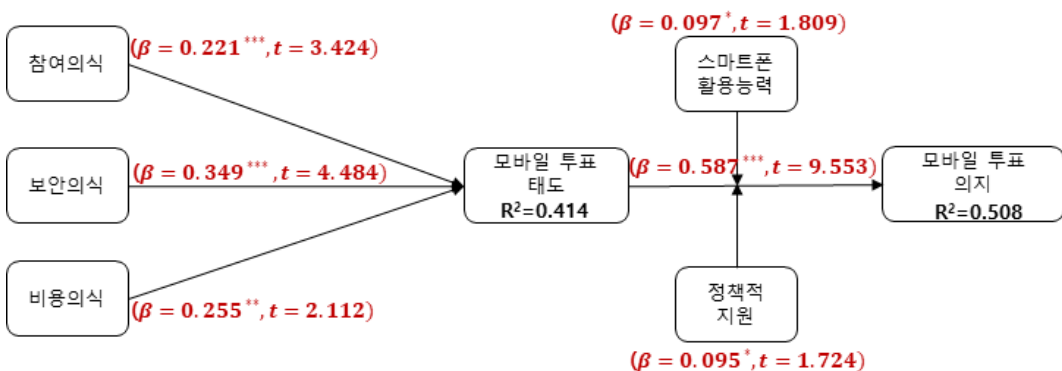 (β = 0.097 *, t = 1.809)
(β = 0.221 ***, t = 3.424)
참여의식
스마트폰
활용능력
(β = 0.349 ***, t = 4.484)
보안의식
모바일 투표
태도
R²=0.414
(β = 0.587 ***, t = 9.553)
모바일 투표
의지
R²=0.508
비용의식
(β = 0.255 **, t = 2.112)
정책적
지원
(β = 0.095 *, t = 1.724)